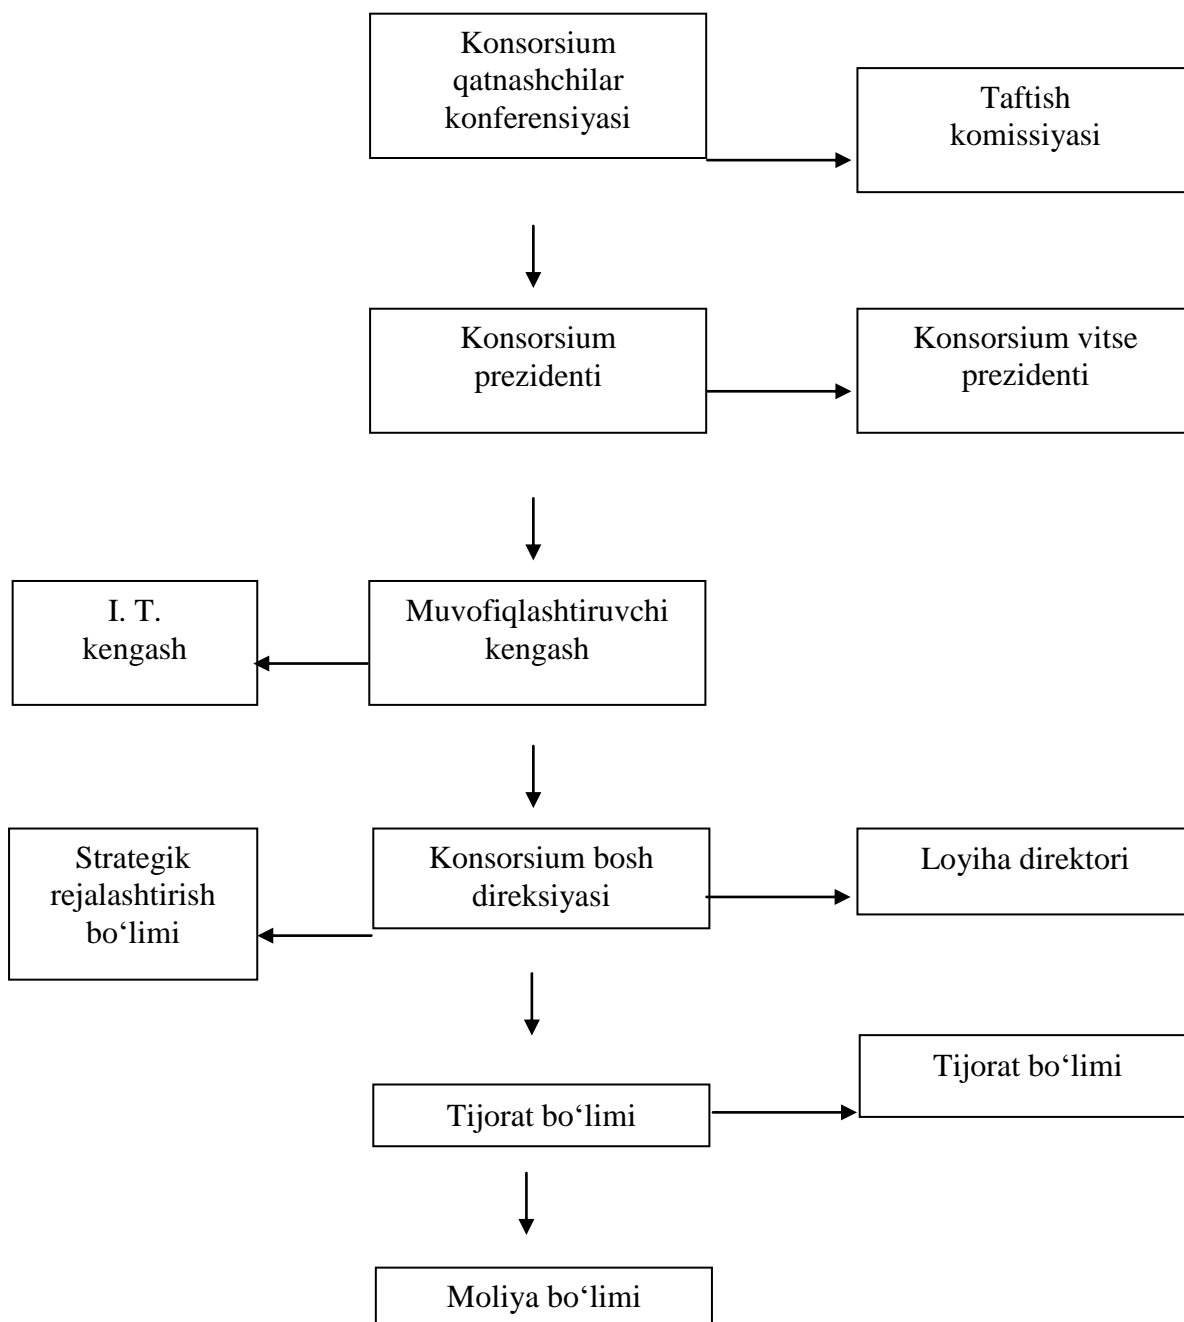 Konsorsium
qatnashchilar
konferensiyasi
Taftish
komissiyasi
Konsorsium
prezidenti
Konsorsium vitse
prezidenti
I. T.
kengash
Muvofiqlashtiruvchi
kengash
Strategik
rejalashtirish
bo‘limi
Konsorsium bosh
direksiyasi
Loyiha direktori
Tijorat bo‘limi
Tijorat bo‘limi
Moliya bo‘limi